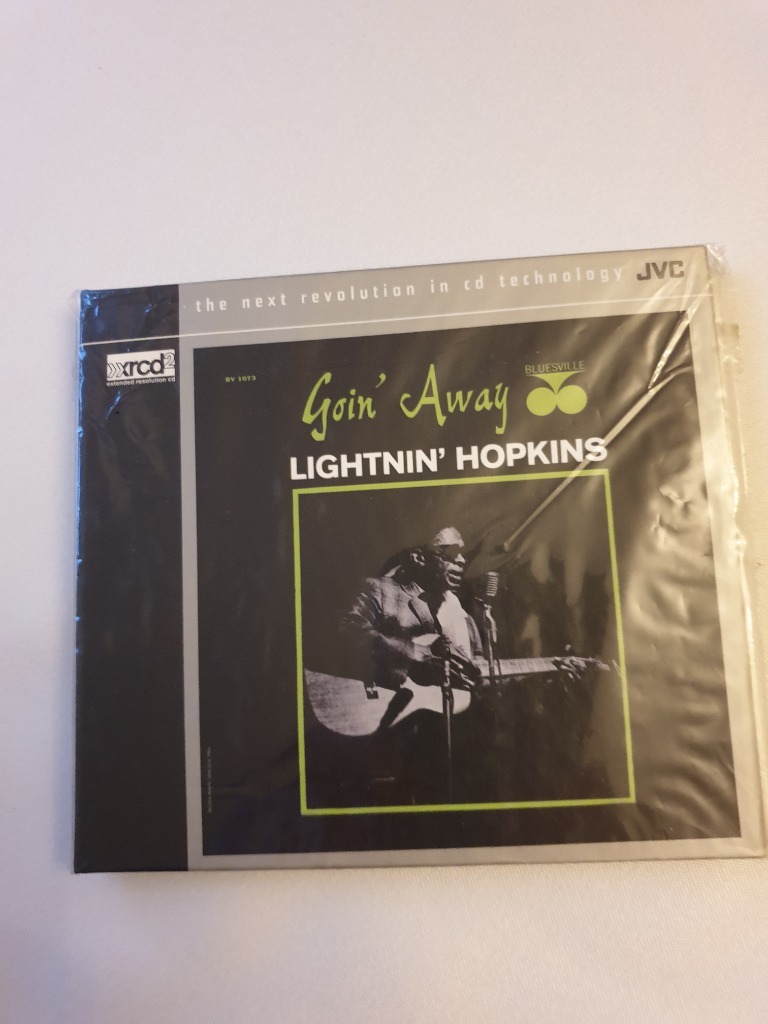 the next revolution in cd technology JVC
xrcd2
extended resolution cd
BV 1073
Goin' Away
BLUESVILLE
LIGHTNIN' HOPKINS